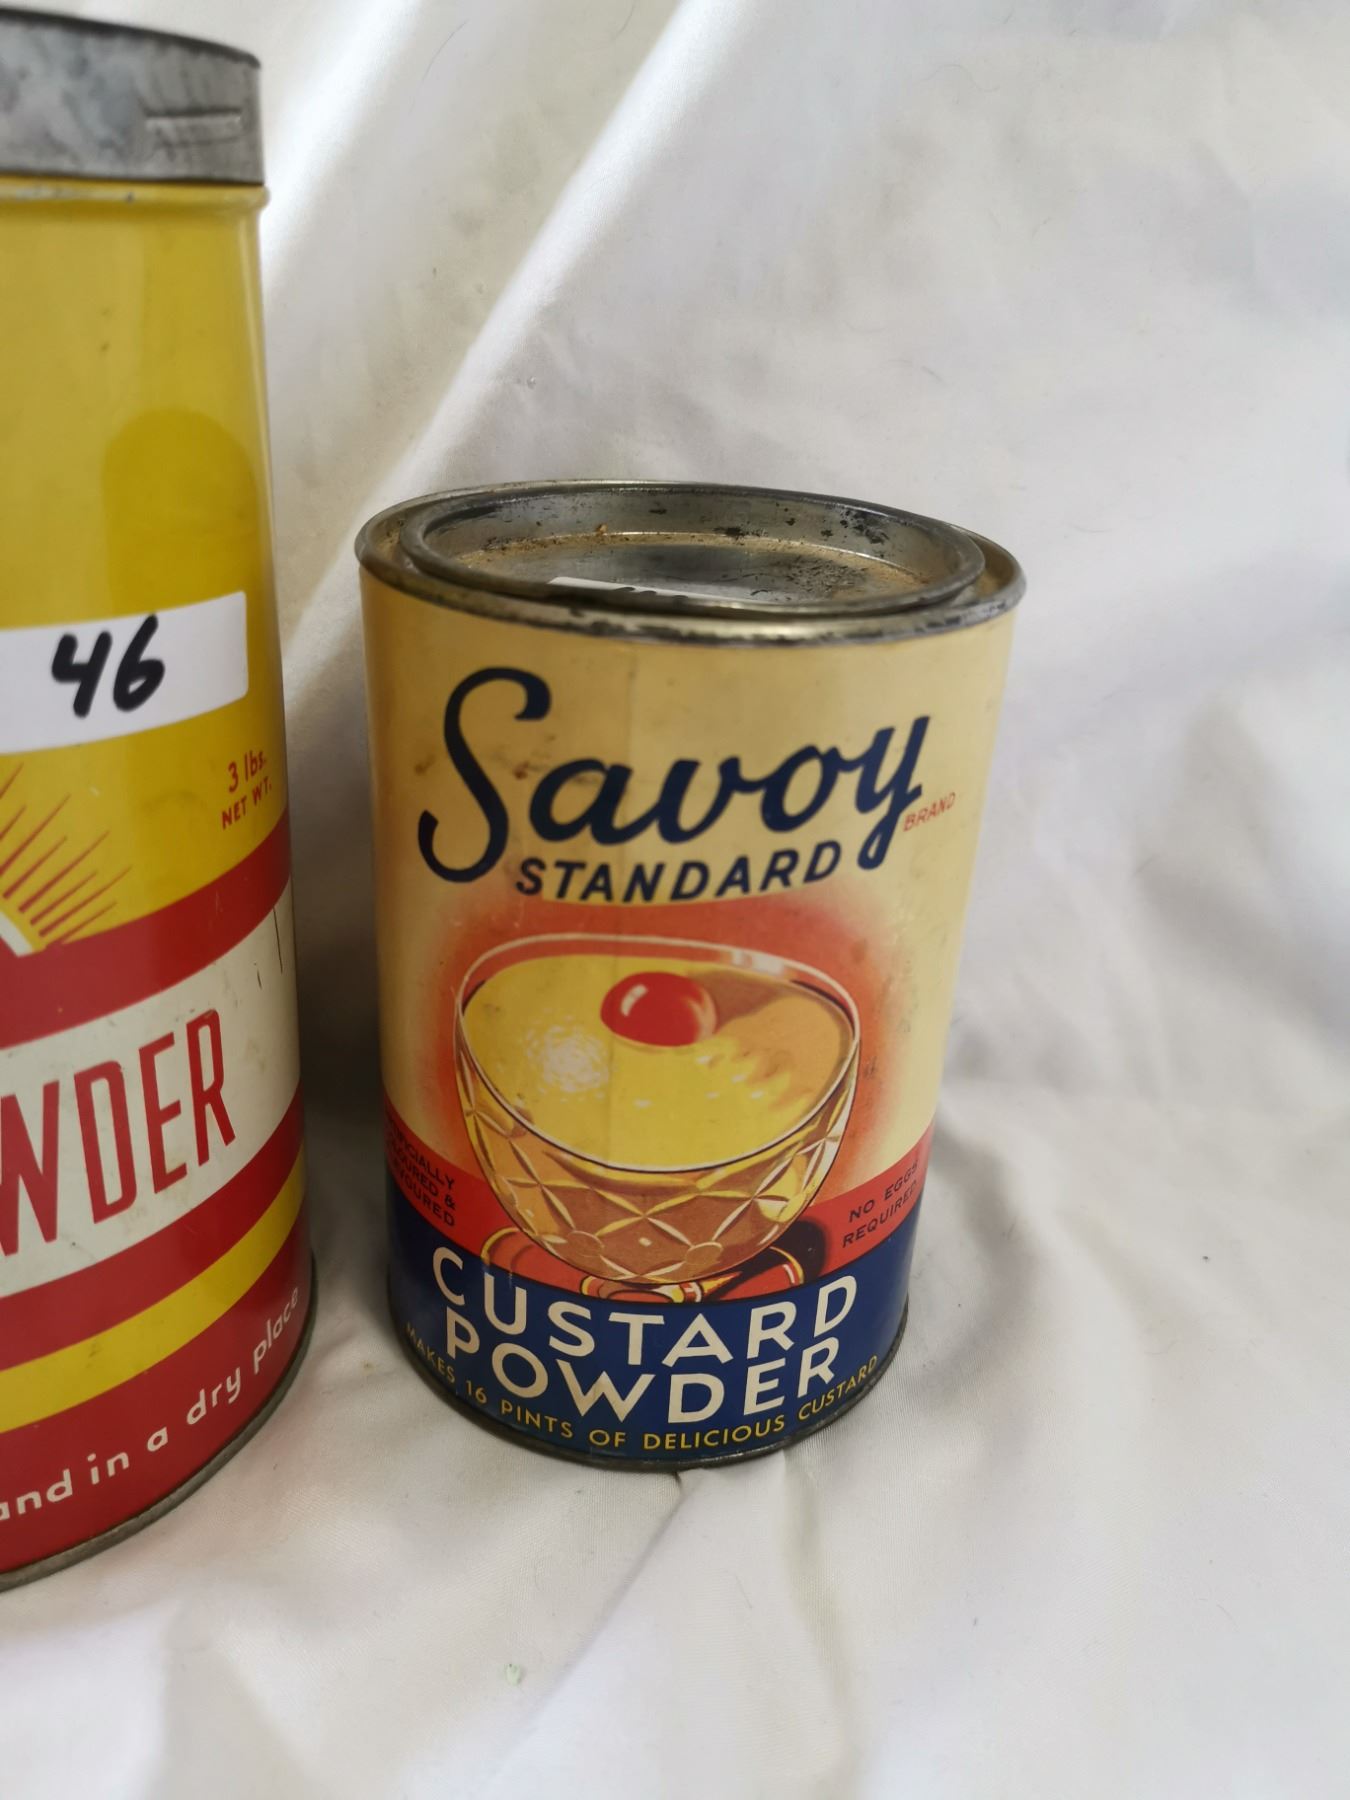 46
3 lbs.
NET WT.
WDER
and in a dry place
Savoy
BRAND
STANDARD
COLOURED &
NO EGGS
REQUIRED
CUSTARD
POWDER
MAKES 16 PINTS OF DELICIOUS CUSTARD